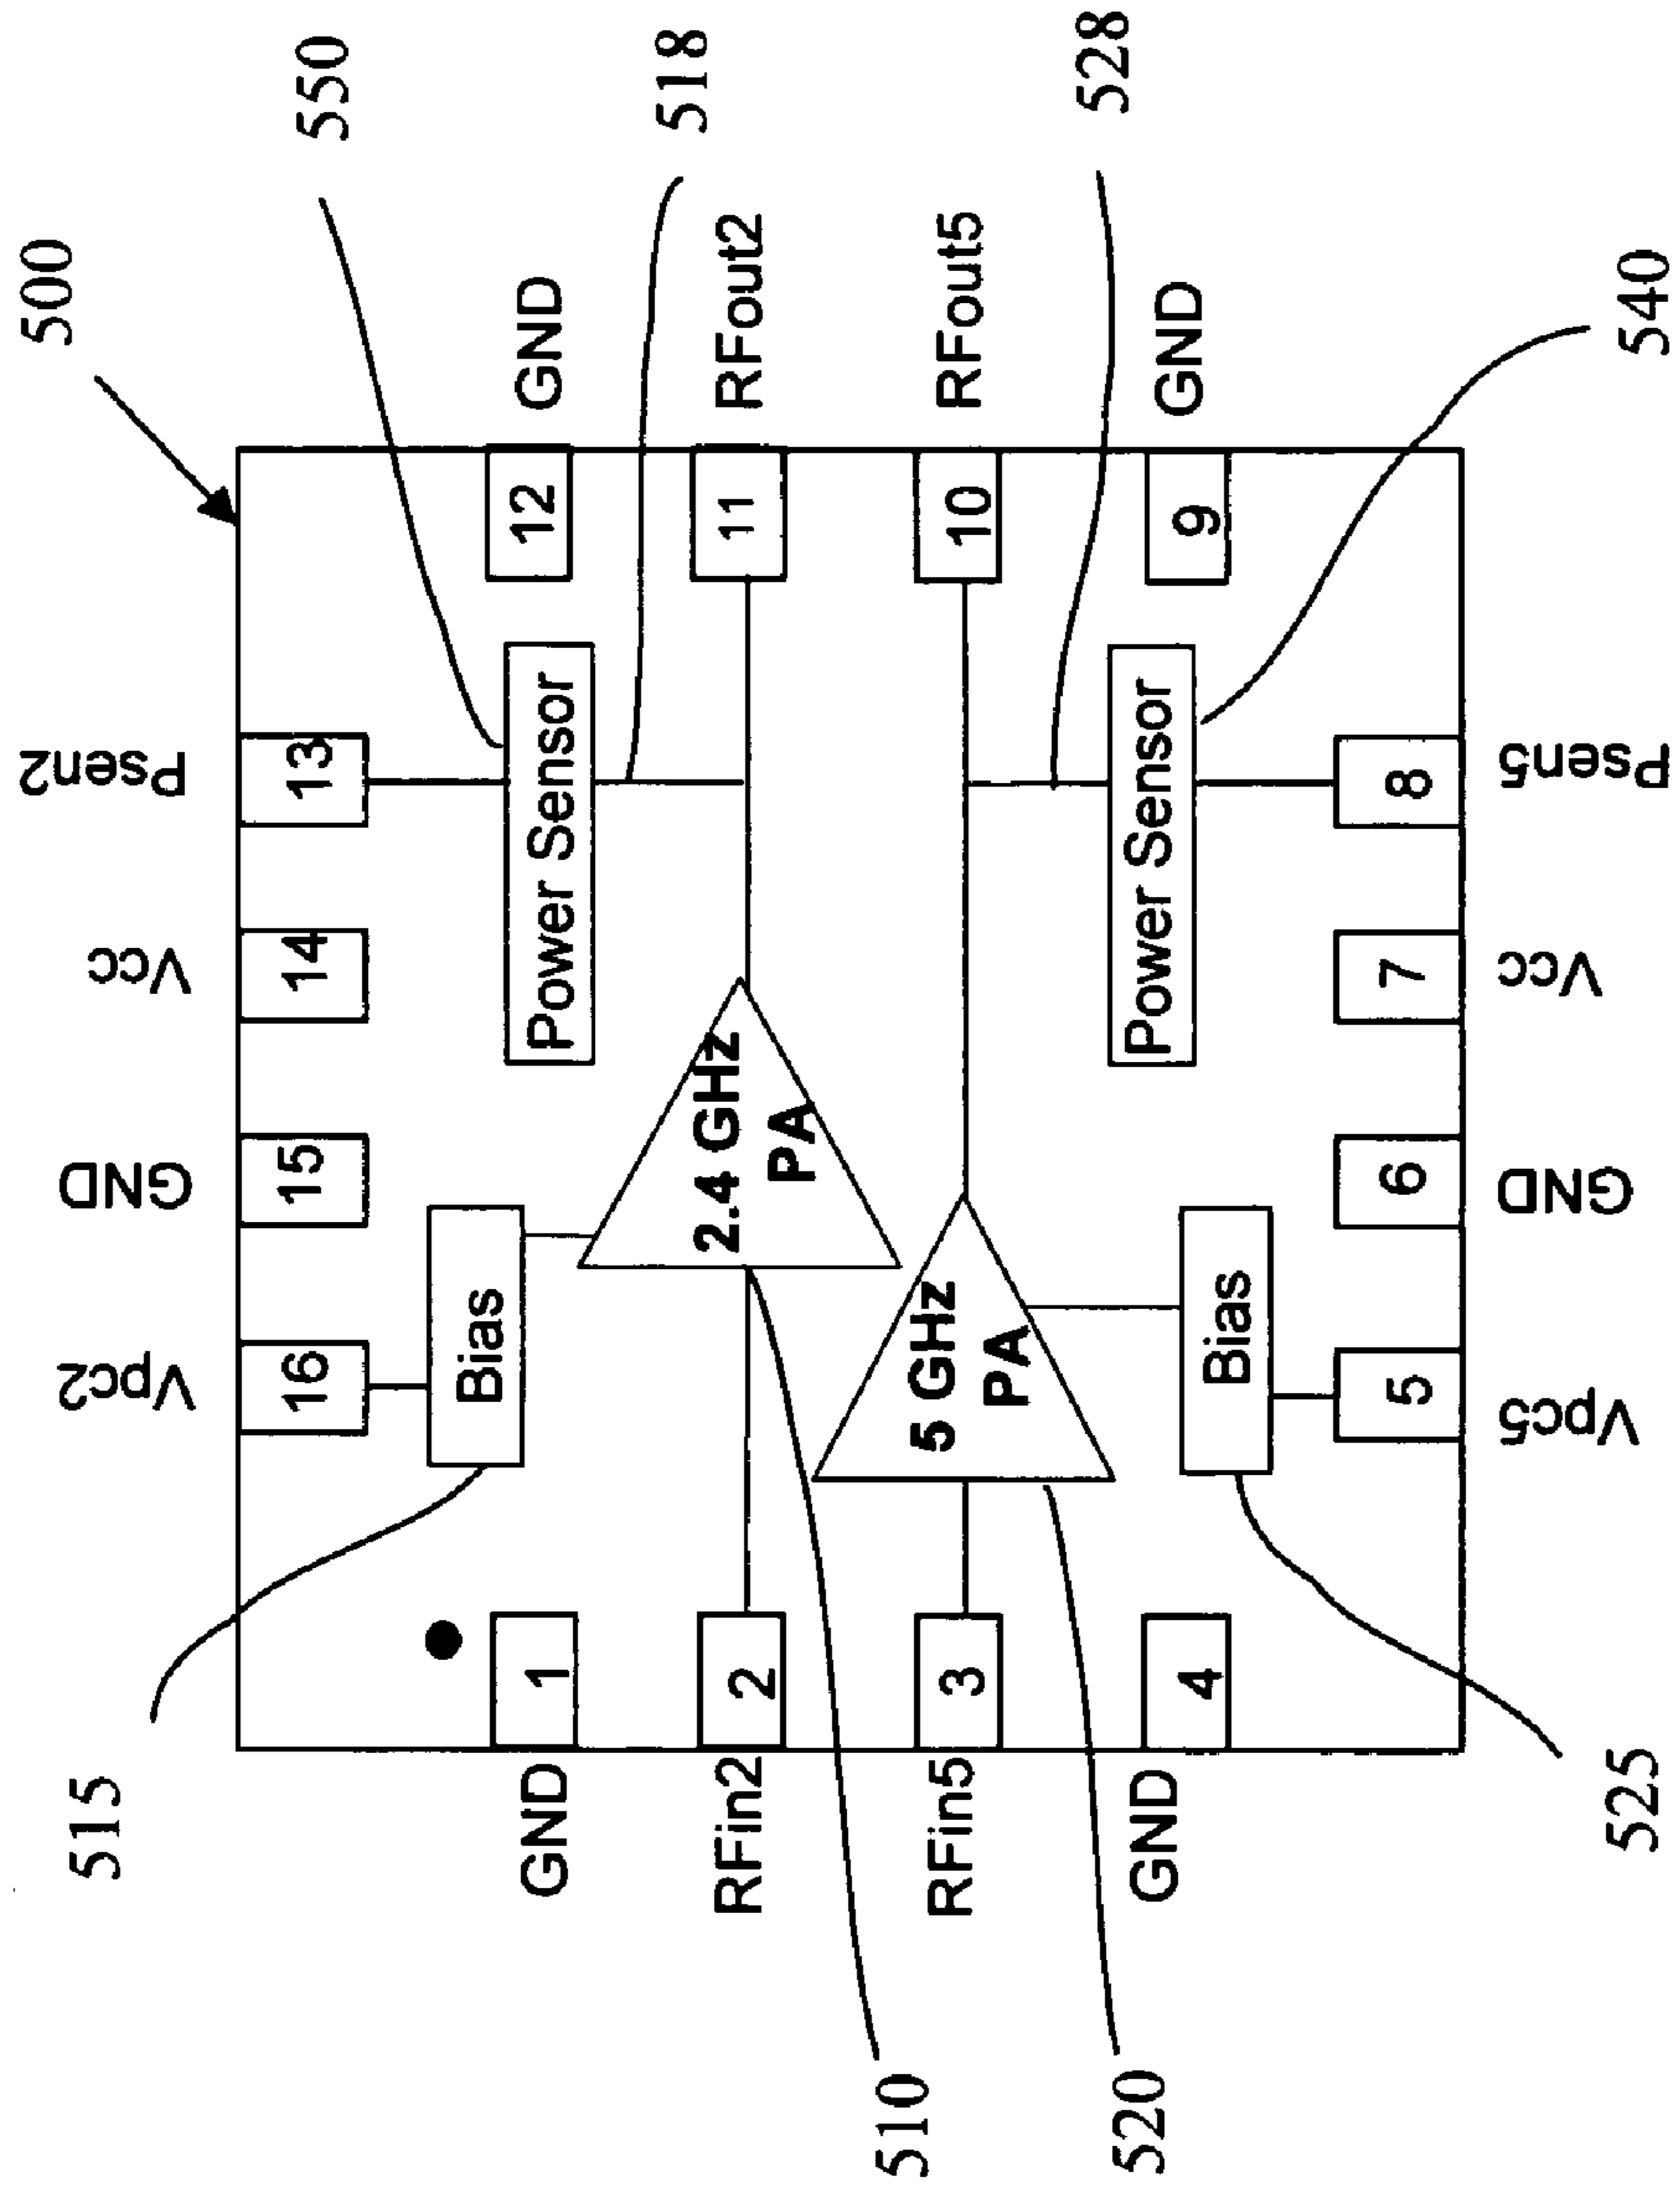 500
550
518
528
540
Psen2
Vcc
GND
Vpc2
13
14
15
16
GND
12
RFout2
11
RFout5
10
GND
9
Power Sensor
2.4 GHz
PA
Bias
5 GHz
PA
Power Sensor
Bias
GND
1
RFin2
2
RFin5
3
GND
4
5
6
7
8
Vpc5
GND
Vcc
Psen5
515
510
520
525